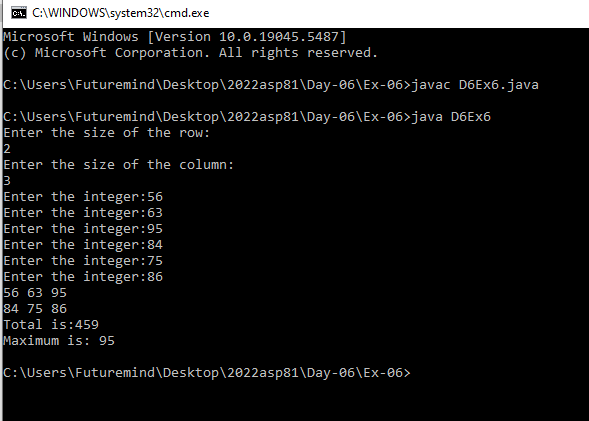 C:\WINDOWS\system32\cmd.exe
Microsoft Windows [Version 10.0.19045.5487]
(c) Microsoft Corporation. All rights reserved.
C:\Users\Futuremind\Desktop\2022asp81\Day-06\Ex-06>javac D6Ex6.java
C:\Users\Futuremind\Desktop\2022asp81\Day-06\Ex-06>java D6Ex6
Enter the size of the row:
2
Enter the size of the column:
3
Enter the integer:56
Enter the integer:63
Enter the integer:95
Enter the integer:84
Enter the integer:75
Enter the integer:86
56 63 95
84 75 86
Total is:459
Maximum is: 95
C:\Users\Futuremind\Desktop\2022asp81\Day-06\Ex-06>